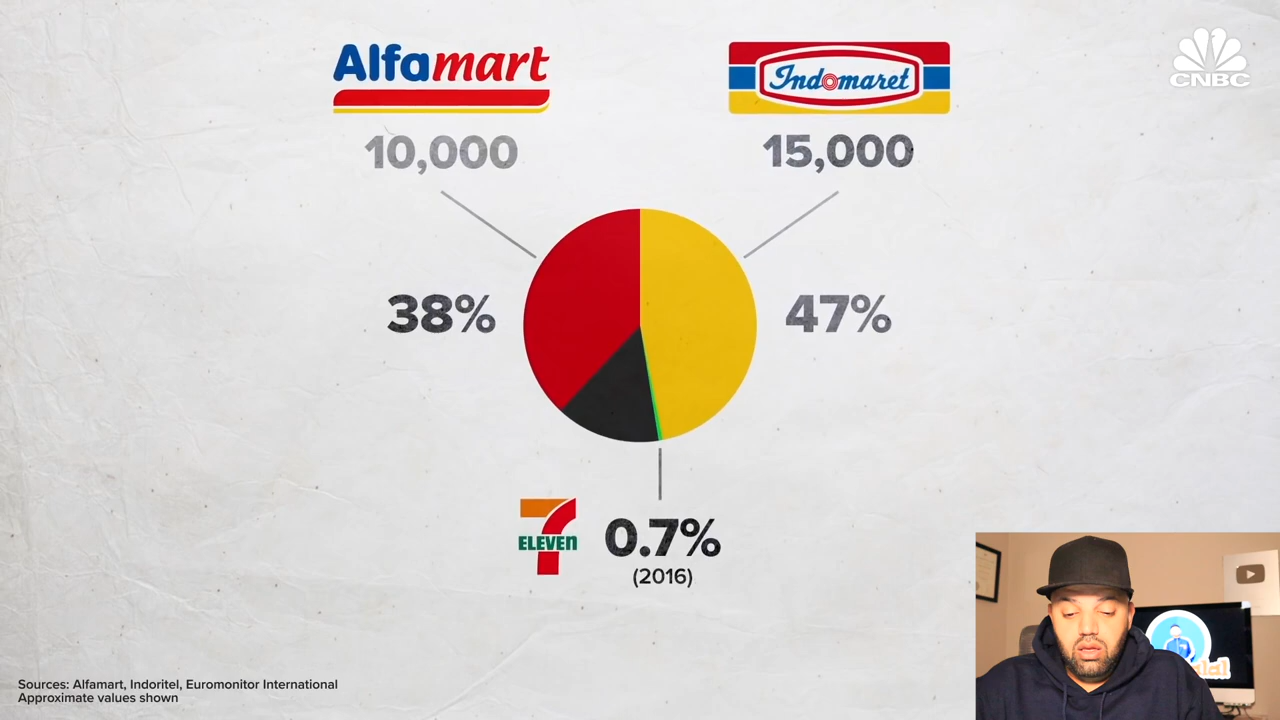 Alfamart
Indomaret
CNBC
10,000
15,000
38%
47%
7
ELEVEN
0.7%
(2016)
Sources: Alfamart, Indoritel, Euromonitor International
Approximate values shown